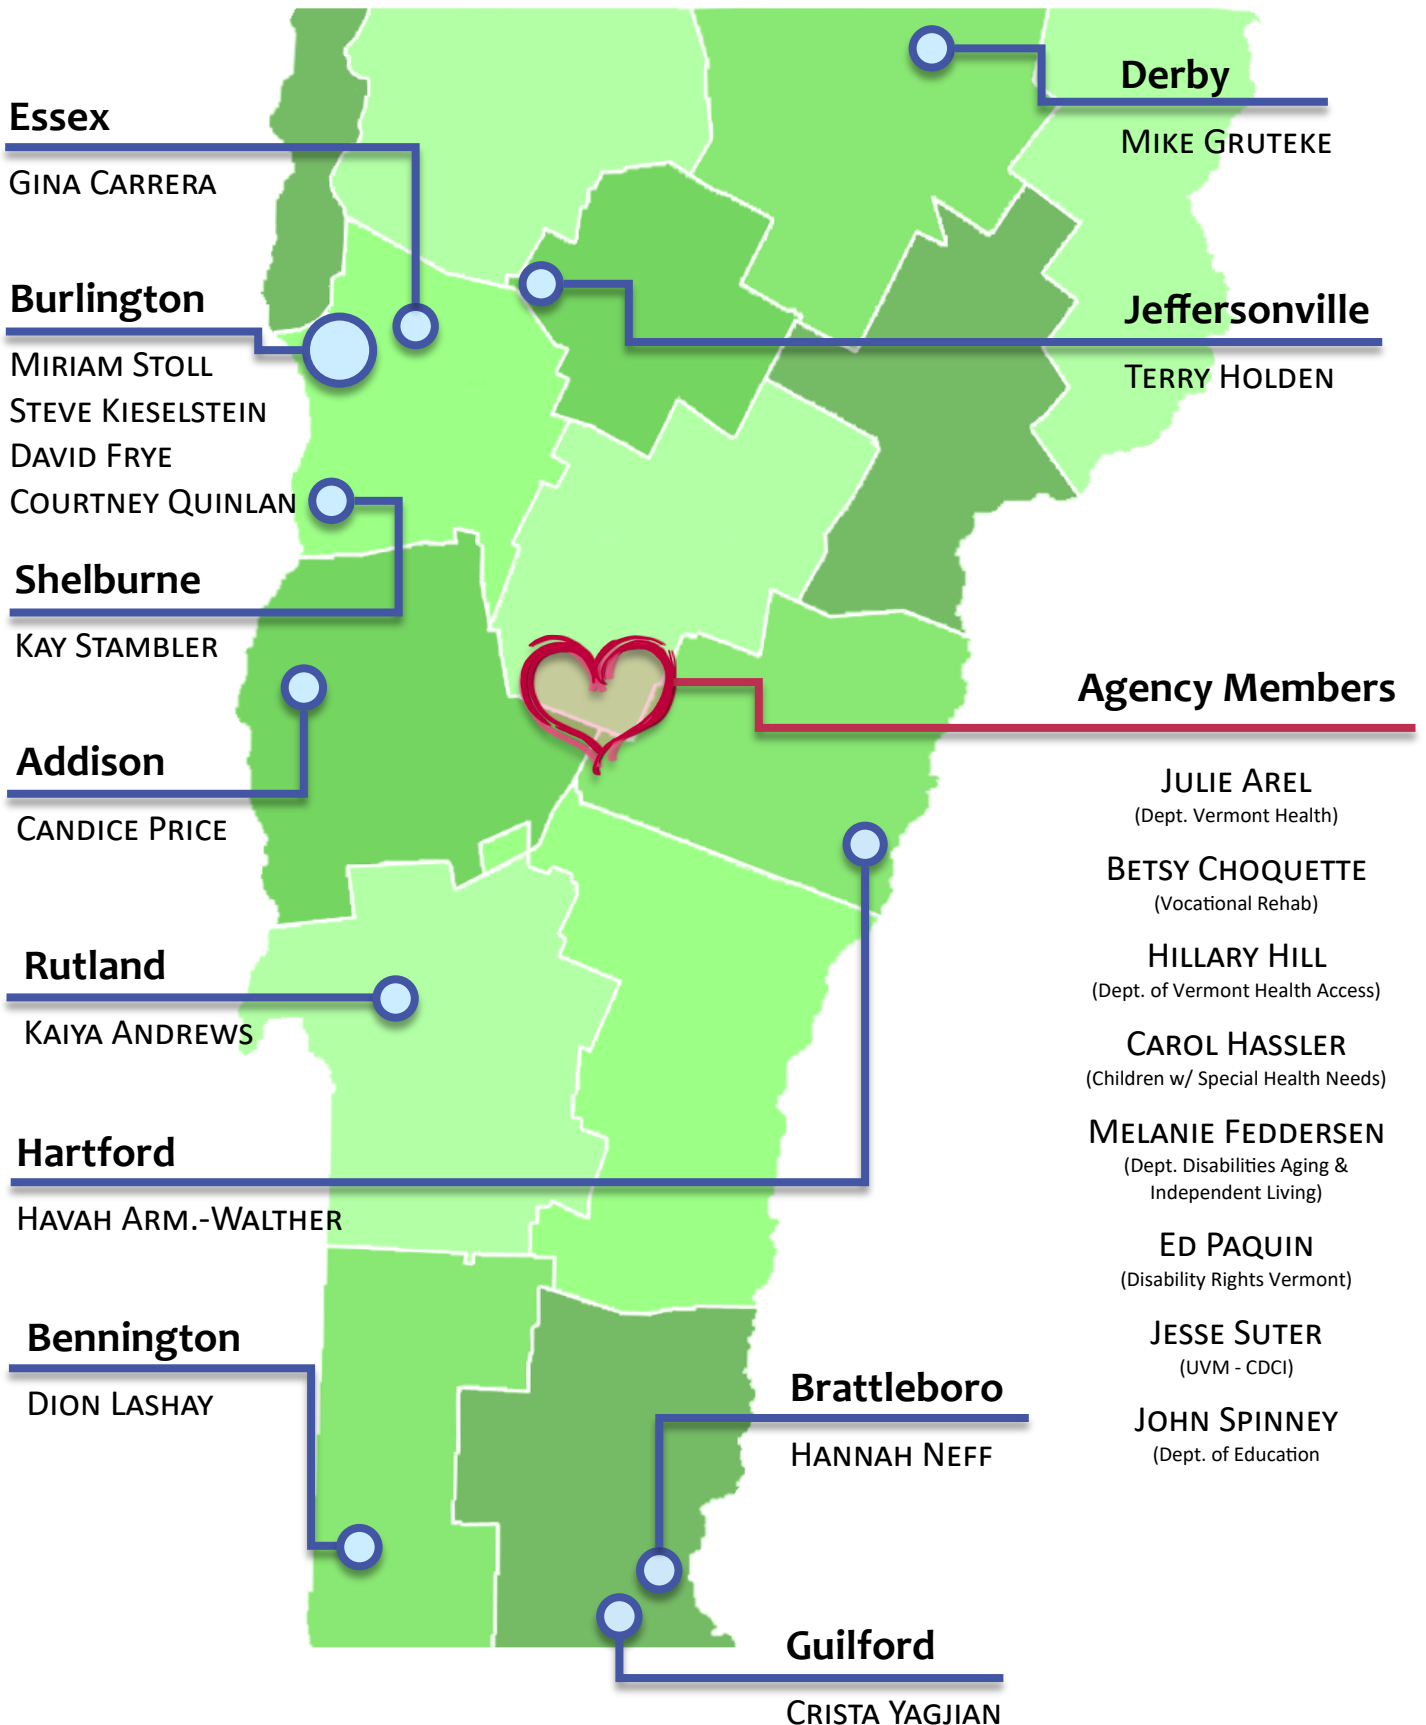 Essex
GINA CARRERA
Burlington
MIRIAM STOLL
STEVE KIESELSTEIN
DAVID FRYE
COURTNEY QUINLAN
Shelburne
KAY STAMBLER
Addison
CANDICE PRICE
Rutland
KAIYA ANDREWS
Hartford
HAVAH ARM.-WALTHER
Bennington
DION LASHAY
Derby
MIKE GRUTEKE
Jeffersonville
TERRY HOLDEN
Agency Members
JULIE AREL
(Dept. Vermont Health)
BETSY CHOQUETTE
(Vocational Rehab)
HILLARY HILL
(Dept. of Vermont Health Access)
CAROL HASSLER
(Children w/ Special Health Needs)
MELANIE FEDDERSEN
(Dept. Disabilities Aging &
Independent Living)
ED PAQUIN
(Disability Rights Vermont)
JESSE SUTER
(UVM - CDCI)
JOHN SPINNEY
(Dept. of Education
Brattleboro
HANNAH NEFF
Guilford
CRISTA YAGJIAN